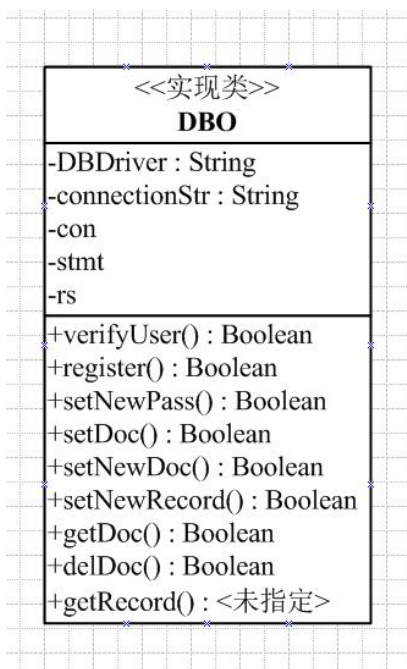 <<实现类>>
DBO
-DBDriver : String
-connectionStr : String
-con
-stmt
-rs
+verifyUser() : Boolean
+register() : Boolean
+setNewPass() : Boolean
+setDoc() : Boolean
+setNewDoc() : Boolean
+setNewRecord() : Boolean
+getDoc() : Boolean
+delDoc() : Boolean
+getRecord() : <未指定>